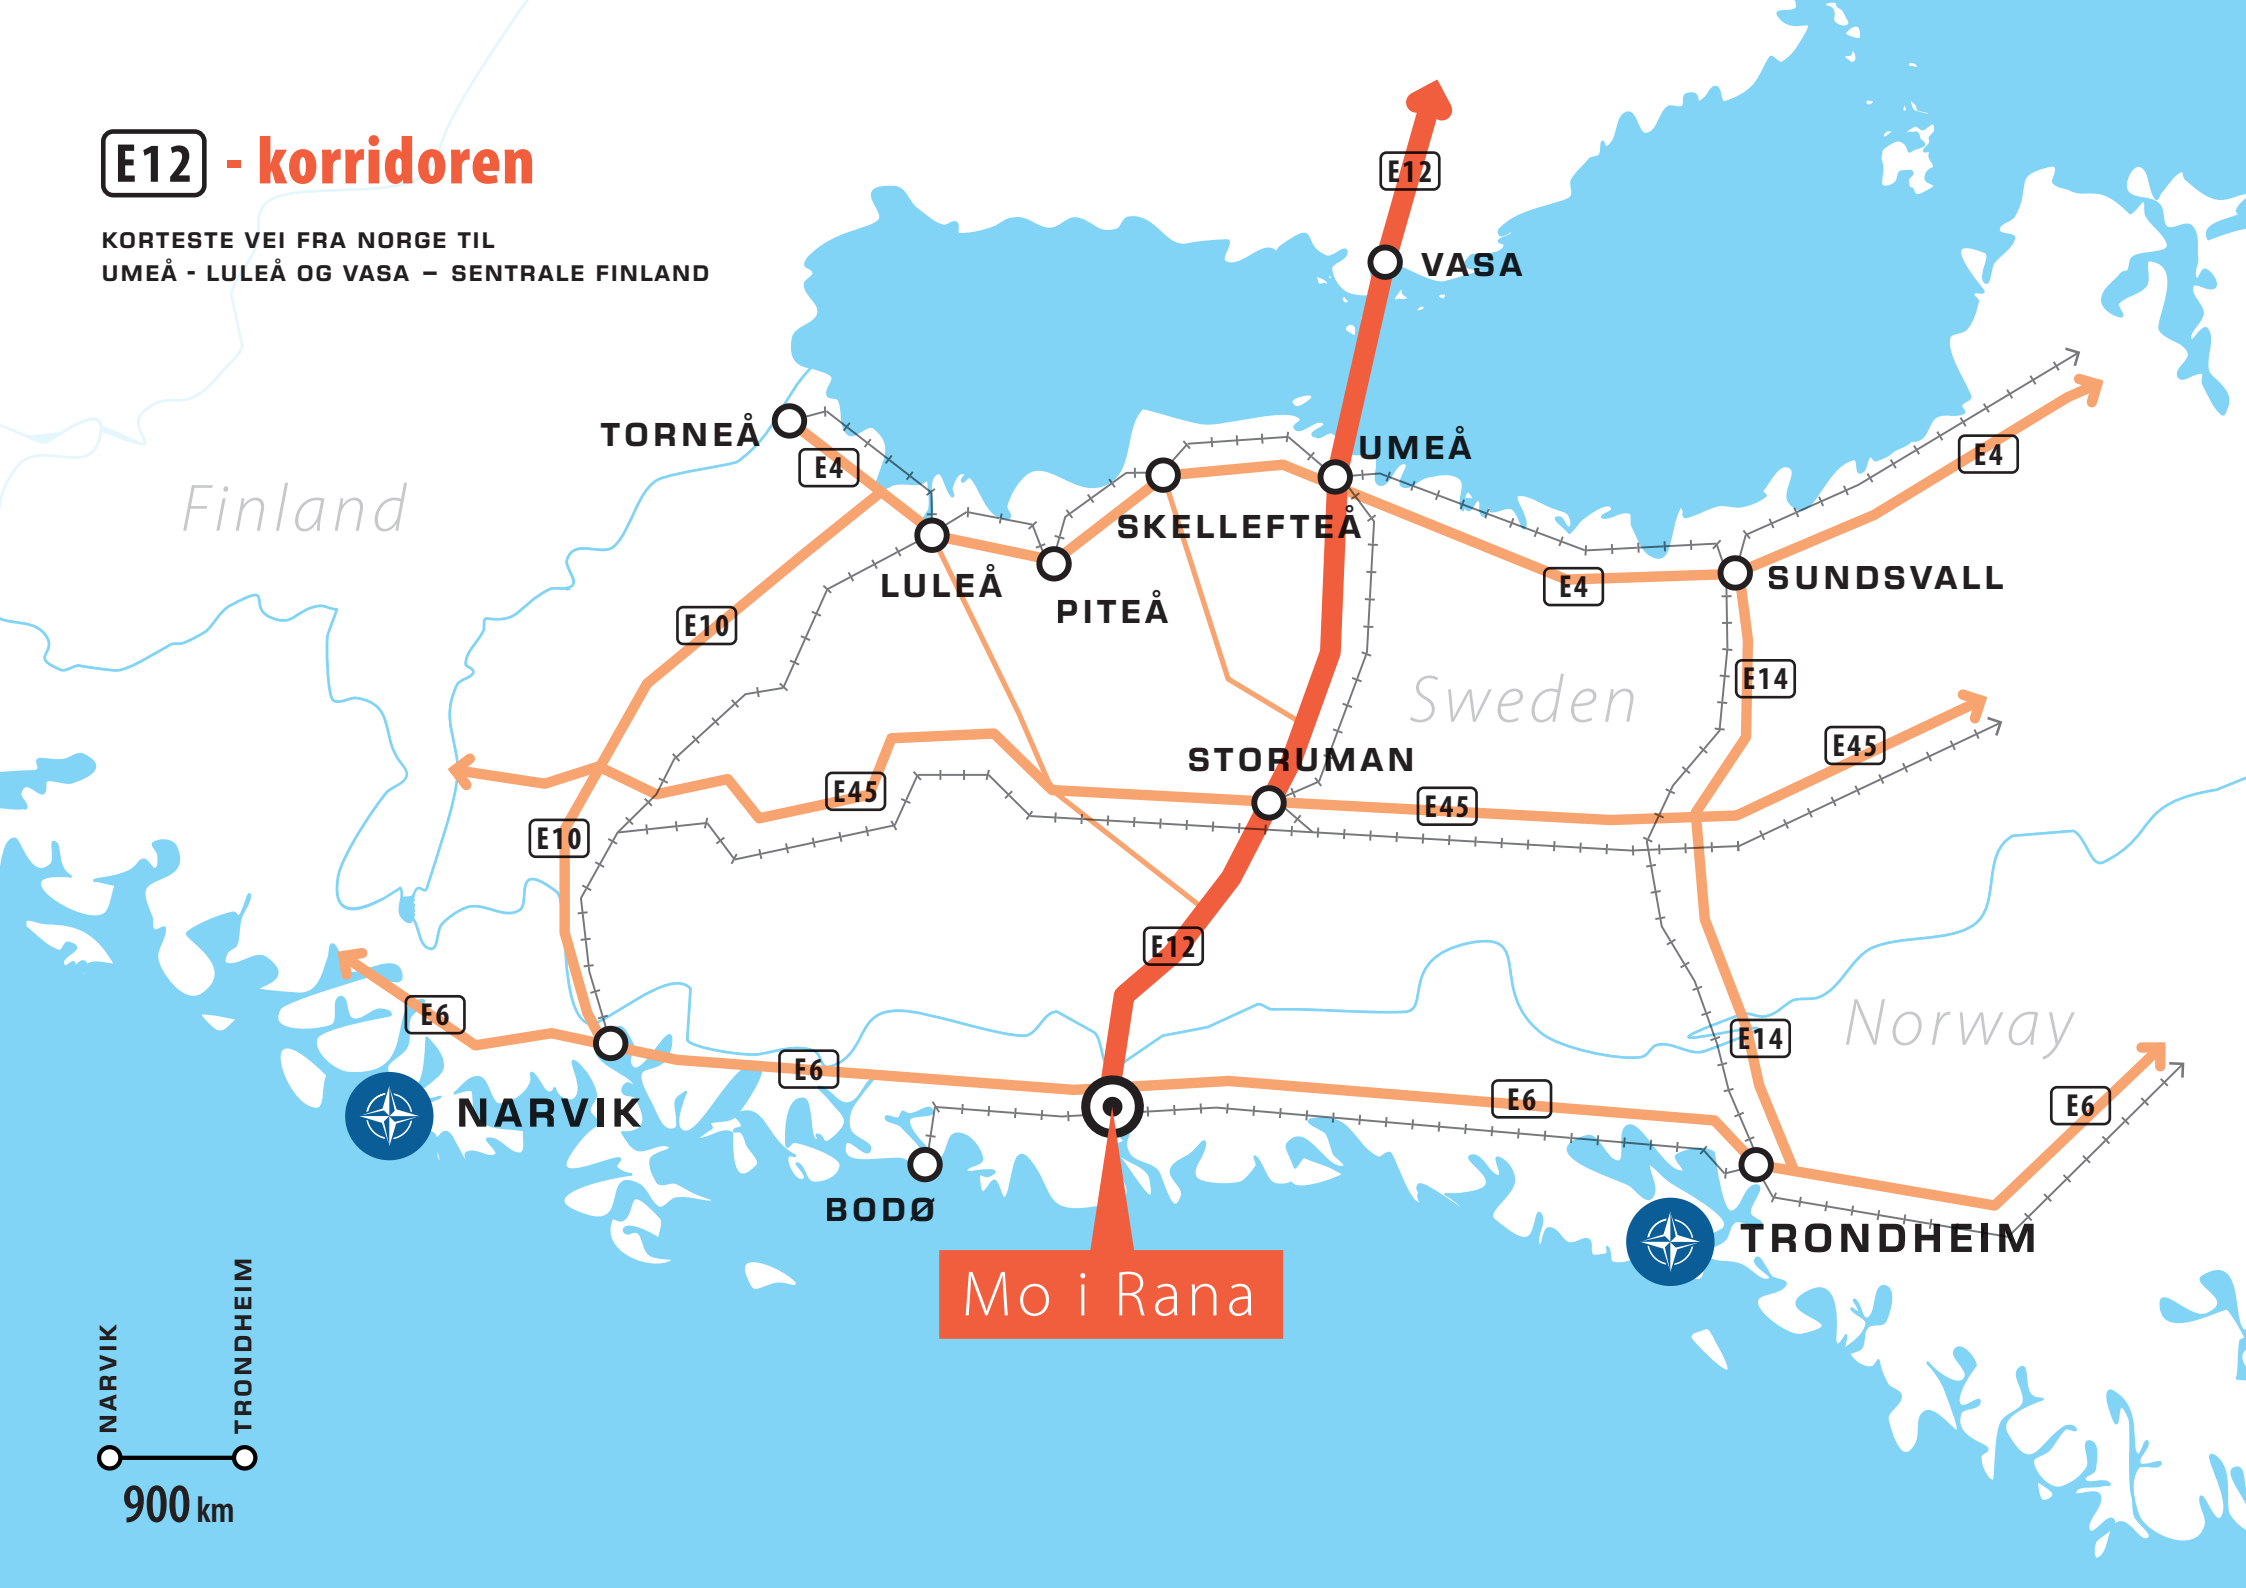 E12 - korridoren
KORTESTE VEI FRA NORGE TIL
UMEÅ - LULEÅ OG VASA – SENTRALE FINLAND
E12
VASA
TORNEÅ
E4
UMEÅ
E4
Finland
SKELLEFTEÅ
LULEÅ
PITEÅ
E4
SUNDSVALL
E10
Sweden
E14
STORUMAN
E45
E45
E45
E10
E12
E6
Norway
E14
E6
E6
E6
NARVIK
BODØ
TRONDHEIM
Mo i Rana
NARVIK
TRONDHEIM
900 km